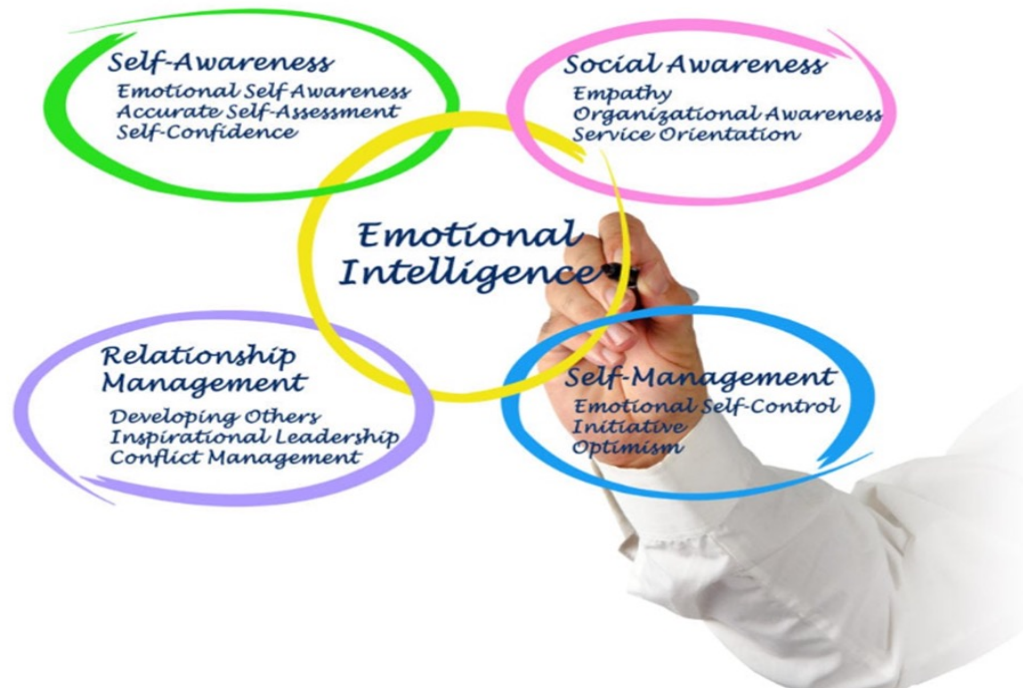 Self-Awareness
Emotional Self Awareness
Accurate Self-Assessment
Self-Confidence
Social Awareness
Empathy
Organizational Awareness
Service Orientation
Emotional
Intelligence
Relationship
Management
Developing Others
Inspirational Leadership
Conflict Management
Self-Management
Emotional Self-Control
Initiative
Optimism